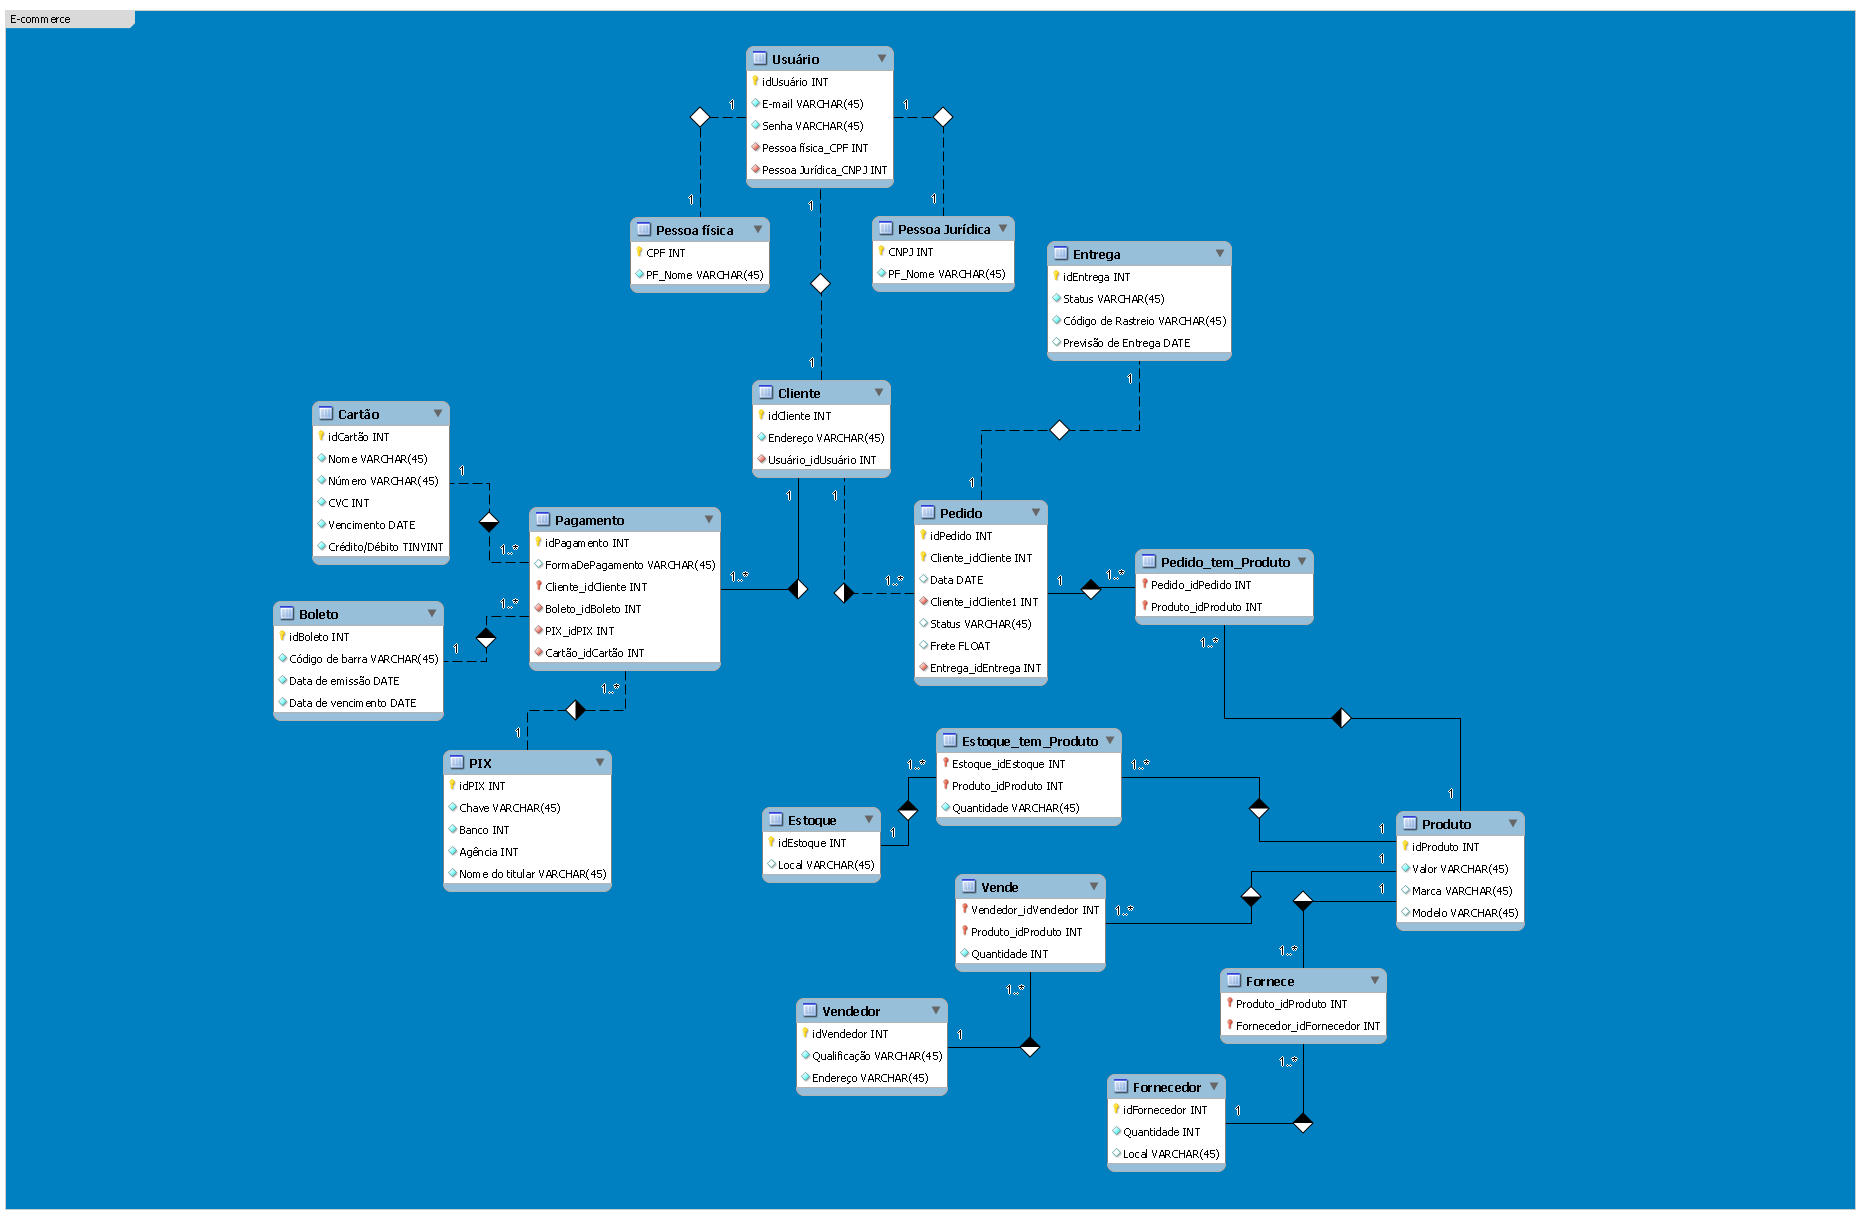 E-commerce
Usuário
idUsuário INT
E-mail VARCHAR(45)
Senha VARCHAR(45)
Pessoa física_CPF INT
Pessoa Jurídica_CNPJ INT
1
1
1
1
1
1
Pessoa física
CPF INT
PF_Nome VARCHAR(45)
Pessoa Jurídica
CNPJ INT
PF_Nome VARCHAR(45)
Entrega
idEntrega INT
Status VARCHAR(45)
Código de Rastreio VARCHAR(45)
Previsão de Entrega DATE
1
1
Cliente
idCliente INT
Endereço VARCHAR(45)
Usuário_idUsuário INT
1
1
Cartão
idCartão INT
Nome VARCHAR(45)
Número VARCHAR(45)
CVC INT
Vencimento DATE
Crédito/Débito TINYINT
1
1..*
Pagamento
idPagamento INT
FormaDePagamento VARCHAR(45)
Cliente_idCliente INT
Boleto_idBoleto INT
PIX_idPIX INT
Cartão_idCartão INT
1..*
1..*
Pedido
idPedido INT
Cliente_idCliente INT
Data DATE
Cliente_idCliente1 INT
Status VARCHAR(45)
Frete FLOAT
Entrega_idEntrega INT
1
1..*
Pedido_tem_Produto
Pedido_idPedido INT
Produto_idProduto INT
1..*
1
Boleto
idBoleto INT
Código de barra VARCHAR(45)
Data de emissão DATE
Data de vencimento DATE
1
1..*
1..*
1
PIX
idPIX INT
Chave VARCHAR(45)
Banco INT
Agência INT
Nome do titular VARCHAR(45)
Estoque_tem_Produto
Estoque_idEstoque INT
Produto_idProduto INT
Quantidade VARCHAR(45)
1..*
1..*
1
1
Estoque
idEstoque INT
Local VARCHAR(45)
Produto
idProduto INT
Valor VARCHAR(45)
Marca VARCHAR(45)
Modelo VARCHAR(45)
1
1
Vende
Vendedor_idVendedor INT
Produto_idProduto INT
Quantidade INT
1..*
1..*
1..*
Fornece
Produto_idProduto INT
Fornecedor_idFornecedor INT
1..*
Vendedor
idVendedor INT
Qualificação VARCHAR(45)
Endereço VARCHAR(45)
1
Fornecedor
idFornecedor INT
Quantidade INT
Local VARCHAR(45)
1